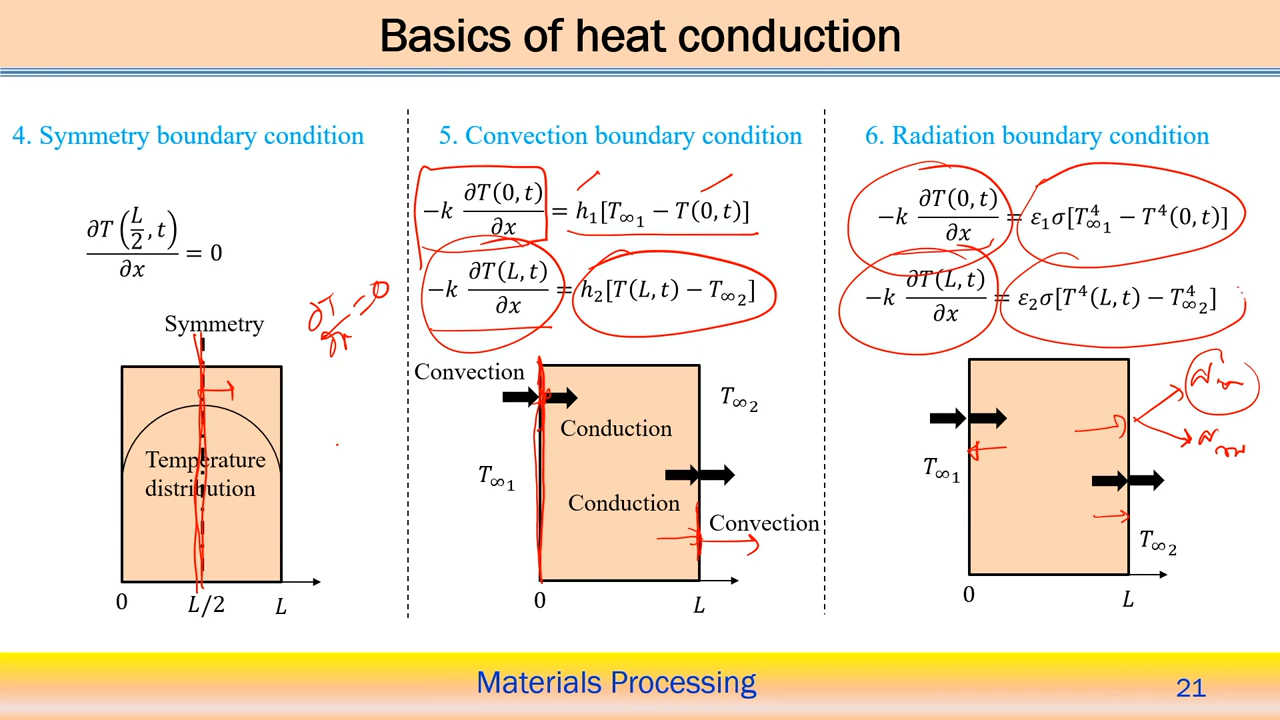 Basics of heat conduction
4. Symmetry boundary condition
∂T(L/2, t)/∂x = 0
∂T/∂x = 0
Symmetry
Temperature
distribution
0
L/2
L
5. Convection boundary condition
−k ∂T(0, t)/∂x = h₁[T∞₁ − T(0, t)]
−k ∂T(L, t)/∂x = h₂[T(L, t) − T∞₂]
Convection
T∞₂
Conduction
T∞₁
Conduction
Convection
0
L
6. Radiation boundary condition
−k ∂T(0, t)/∂x = ε₁σ[T⁴∞₁ − T⁴(0, t)]
−k ∂T(L, t)/∂x = ε₂σ[T⁴(L, t) − T⁴∞₂]
T∞₁
T∞₂
0
L
Materials Processing
21